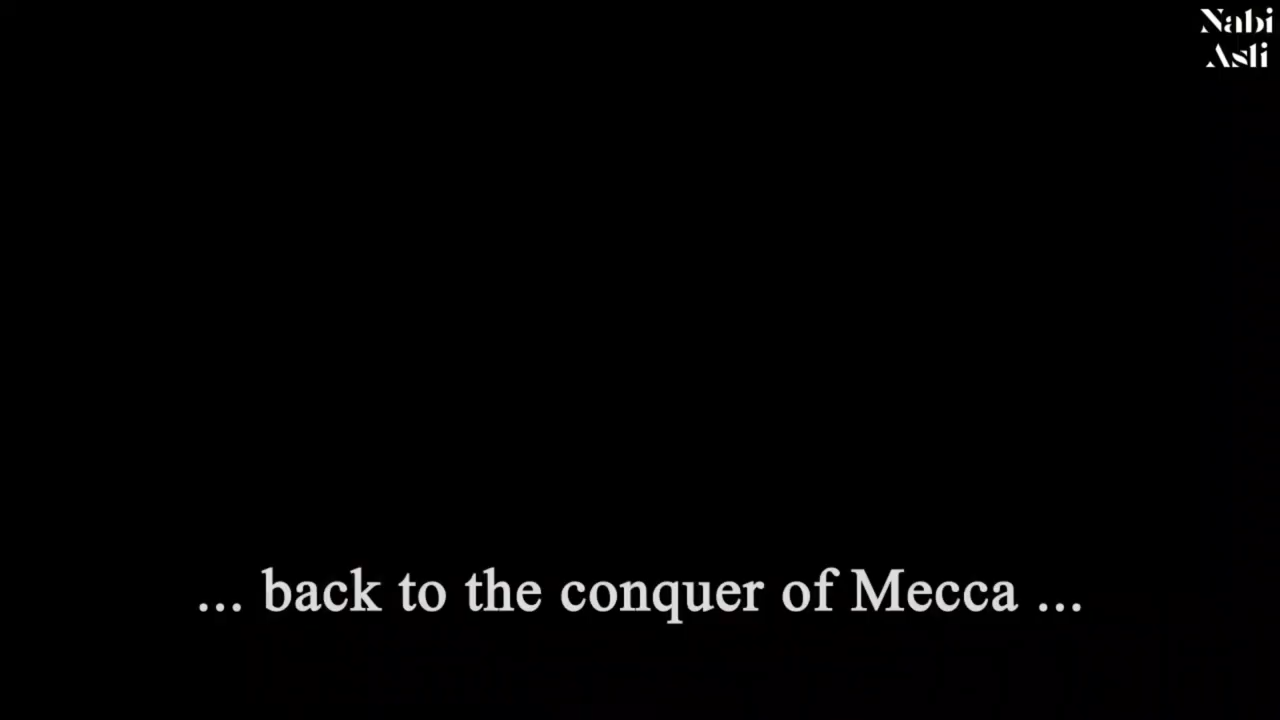 Nabi
Asli
... back to the conquer of Mecca ...